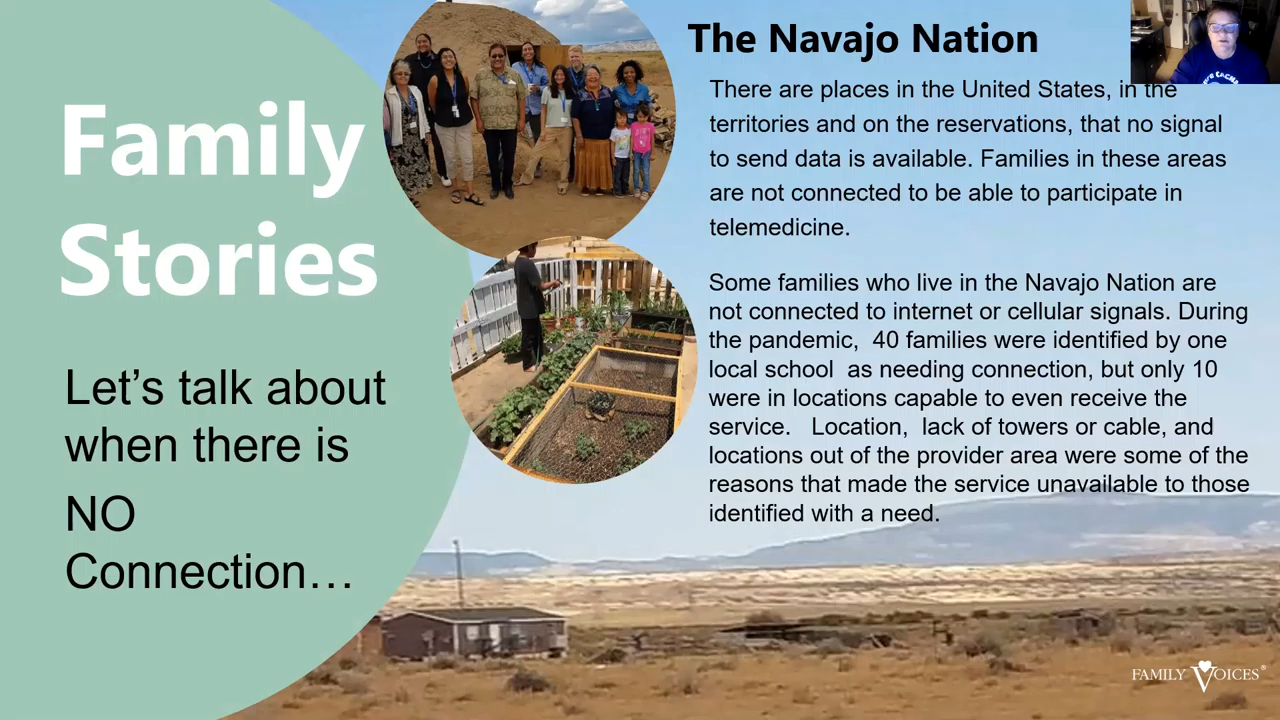 Family
Stories
Let's talk about
when there is
NO
Connection…
The Navajo Nation
There are places in the United States, in the
territories and on the reservations, that no signal
to send data is available. Families in these areas
are not connected to be able to participate in
telemedicine.
Some families who live in the Navajo Nation are
not connected to internet or cellular signals. During
the pandemic,  40 families were identified by one
local school  as needing connection, but only 10
were in locations capable to even receive the
service.   Location,  lack of towers or cable, and
locations out of the provider area were some of the
reasons that made the service unavailable to those
identified with a need.
FAMILY VOICES®